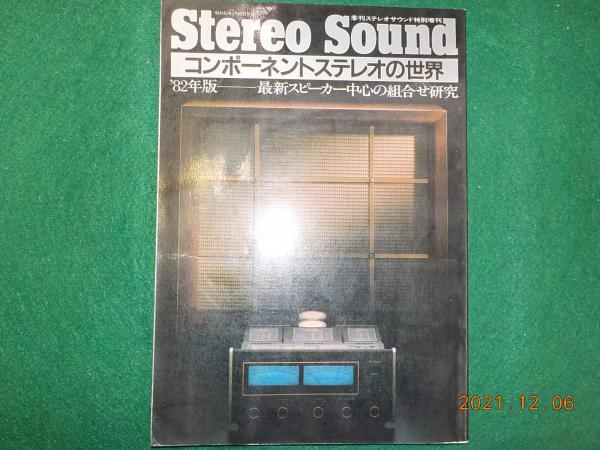 季刊ステレオサウンド特別増刊
Stereo Sound
コンポーネントステレオの世界
'82年版──最新スピーカー中心の組合せ研究
2021.12.06